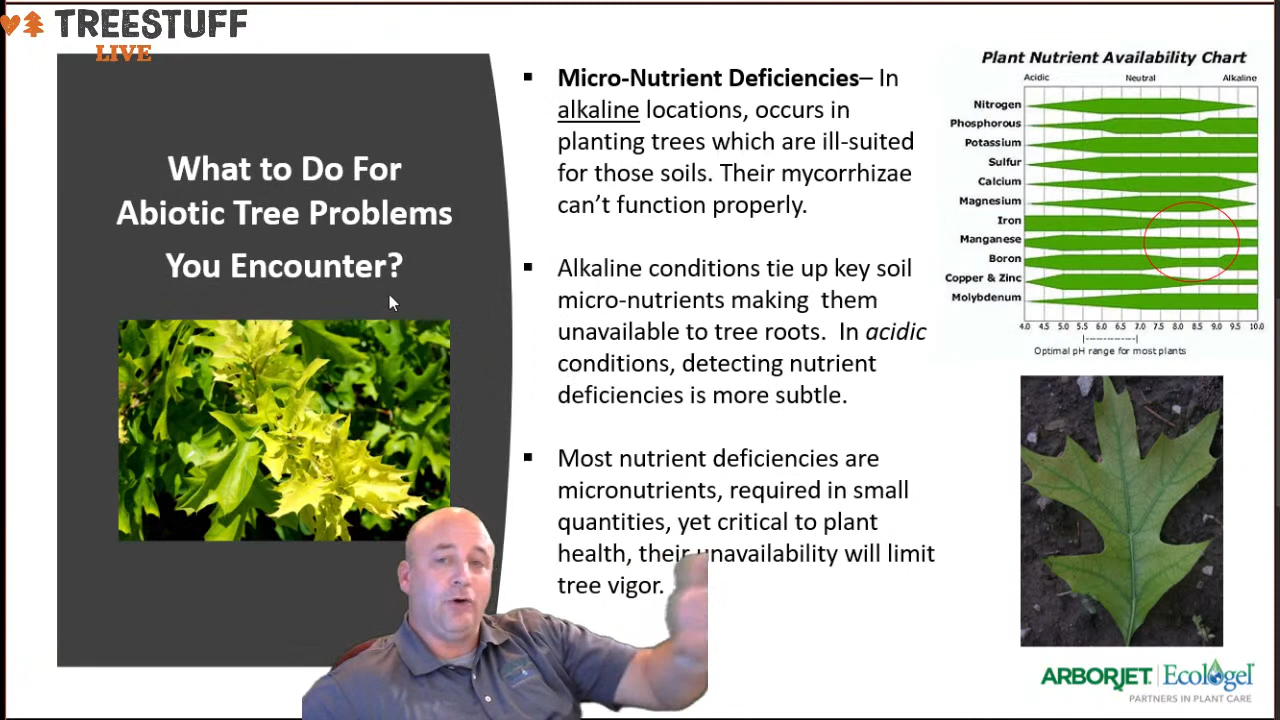 TREESTUFF
LIVE
What to Do For
Abiotic Tree Problems
You Encounter?
▪ Micro-Nutrient Deficiencies– In
alkaline locations, occurs in
planting trees which are ill-suited
for those soils. Their mycorrhizae
can’t function properly.
▪ Alkaline conditions tie up key soil
micro-nutrients making them
unavailable to tree roots. In acidic
conditions, detecting nutrient
deficiencies is more subtle.
▪ Most nutrient deficiencies are
micronutrients, required in small
quantities, yet critical to plant
health, their unavailability will limit
tree vigor.
Plant Nutrient Availability Chart
Acidic Neutral Alkaline
Nitrogen
Phosphorous
Potassium
Sulfur
Calcium
Magnesium
Iron
Manganese
Boron
Copper & Zinc
Molybdenum
4.0 4.5 5.0 5.5 6.0 6.5 7.0 7.5 8.0 8.5 9.0 9.5 10.0
Optimal pH range for most plants
ARBORJET Ecologel
PARTNERS IN PLANT CARE